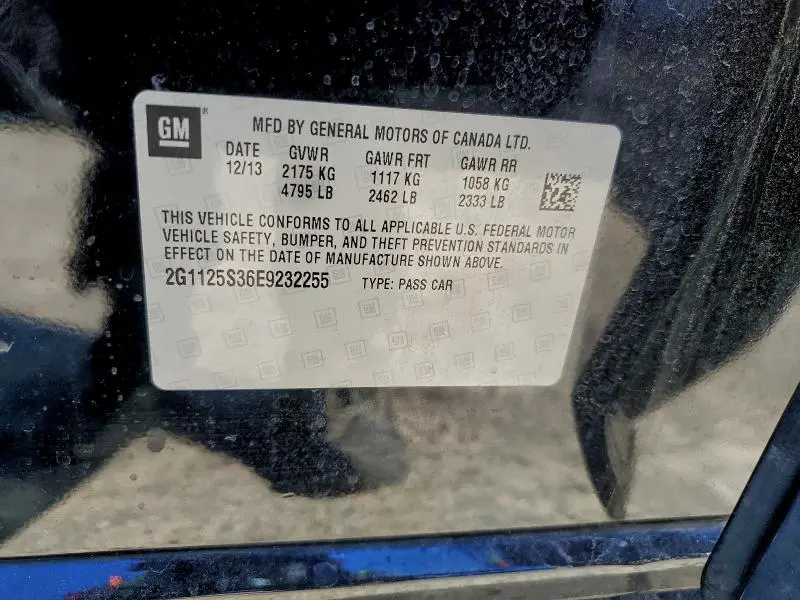 GM®
MFD BY GENERAL MOTORS OF CANADA LTD.
DATE GVWR GAWR FRT GAWR RR
12/13 2175 KG 1117 KG 1058 KG
4795 LB 2462 LB 2333 LB
THIS VEHICLE CONFORMS TO ALL APPLICABLE U.S. FEDERAL MOTOR
VEHICLE SAFETY, BUMPER, AND THEFT PREVENTION STANDARDS IN
EFFECT ON THE DATE OF MANUFACTURE SHOWN ABOVE.
2G1125S36E9232255 TYPE: PASS CAR